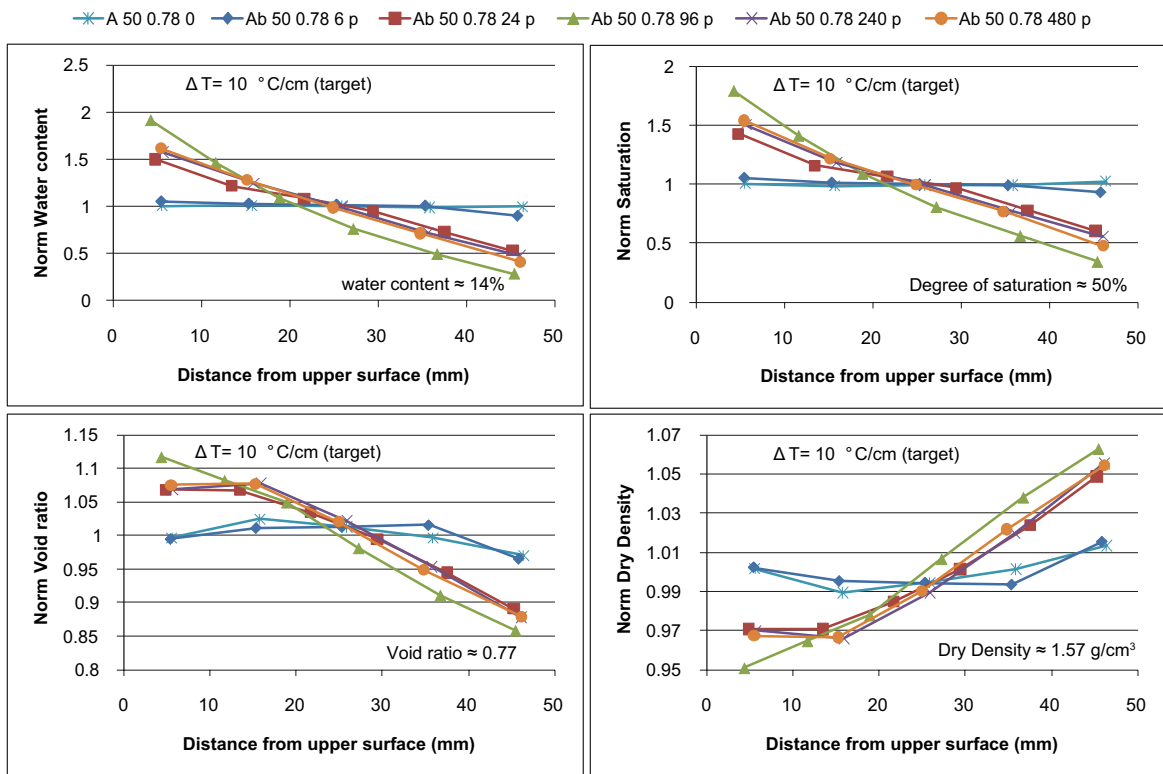 A 50 0.78 0 Ab 50 0.78 6 p Ab 50 0.78 24 p Ab 50 0.78 96 p Ab 50 0.78 240 p Ab 50 0.78 480 p
Norm Water content
2.5
2
1.5
1
0.5
0
Δ T= 10 °C/cm (target)
water content ≈ 14%
0 10 20 30 40 50
Distance from upper surface (mm)
Norm Saturation
2
1.5
1
0.5
0
Δ T= 10 °C/cm (target)
Degree of saturation ≈ 50%
0 10 20 30 40 50
Distance from upper surface (mm)
Norm Void ratio
1.15
1.1
1.05
1
0.95
0.9
0.85
0.8
Δ T= 10 °C/cm (target)
Void ratio ≈ 0.77
0 10 20 30 40 50
Distance from upper surface (mm)
Norm Dry Density
1.07
1.05
1.03
1.01
0.99
0.97
0.95
Δ T= 10 °C/cm (target)
Dry Density ≈ 1.57 g/cm³
0 10 20 30 40 50
Distance from upper surface (mm)